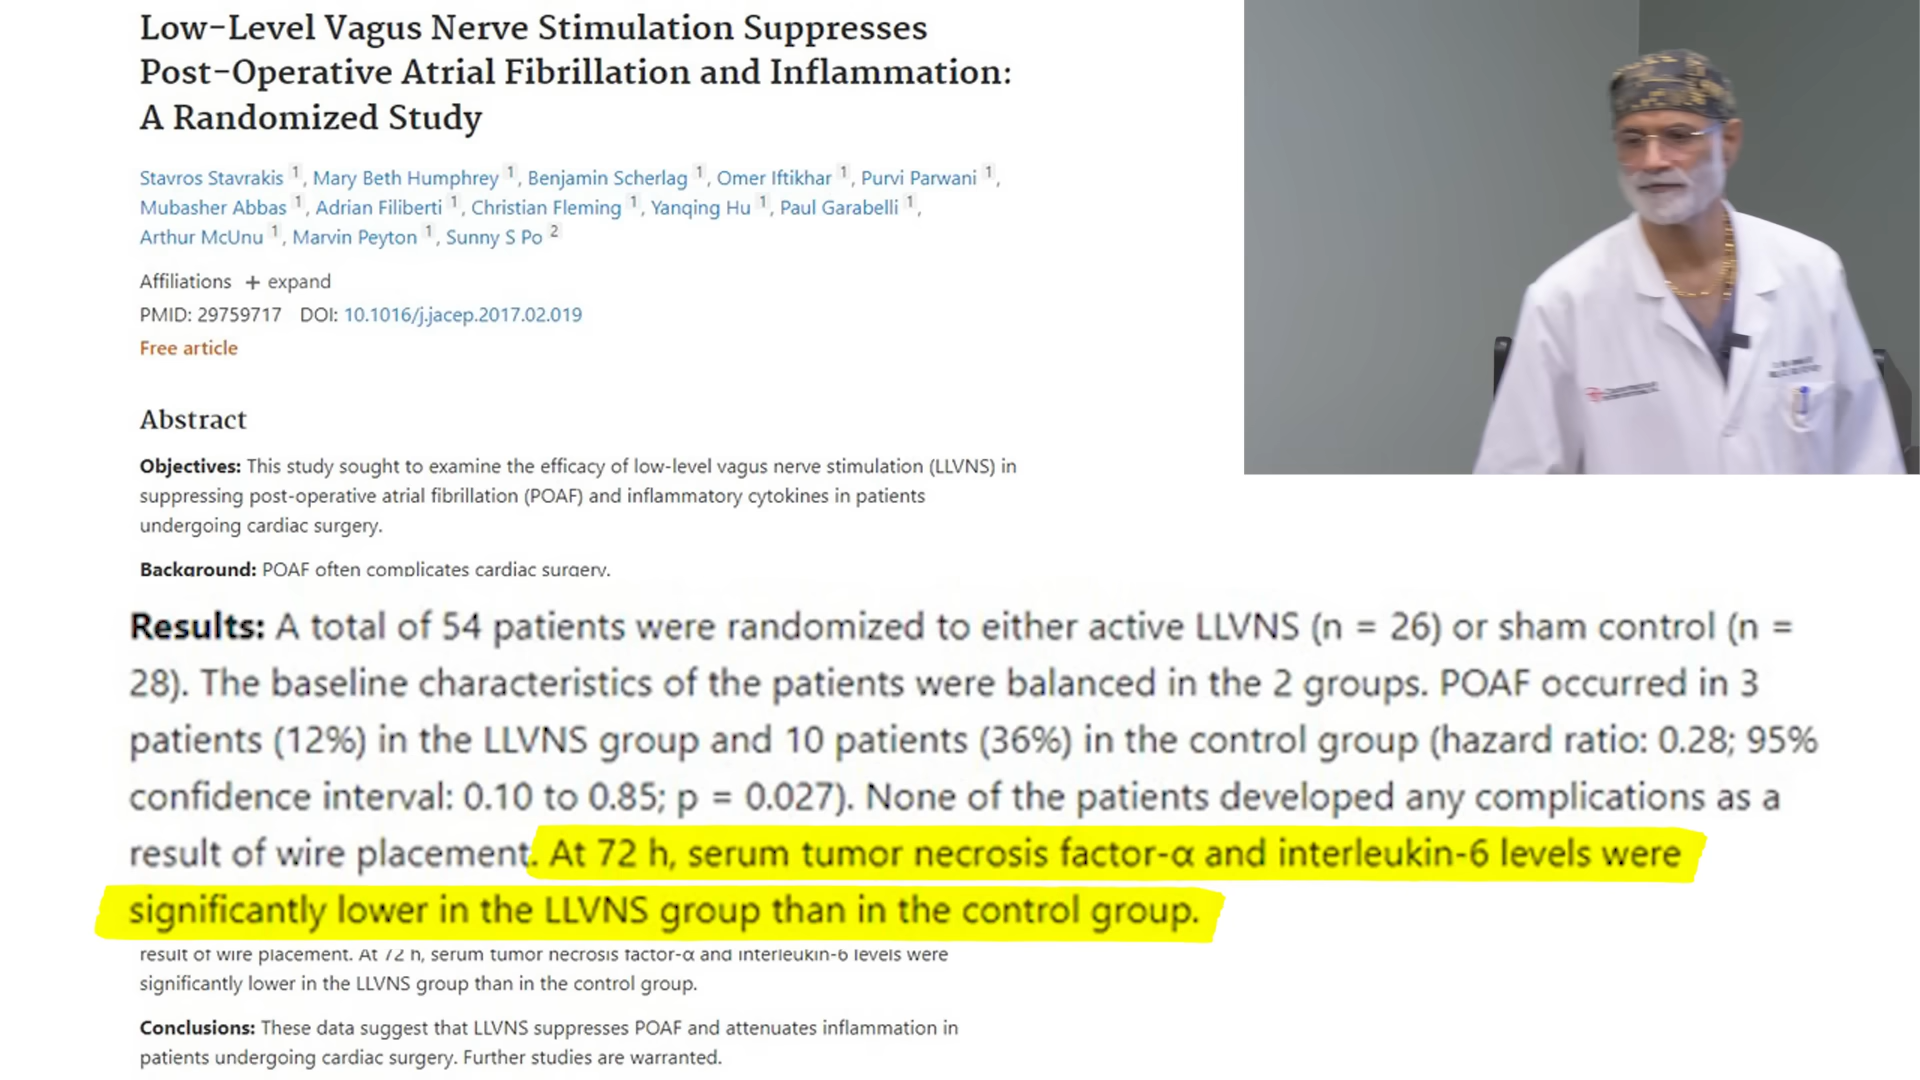 Low-Level Vagus Nerve Stimulation Suppresses
Post-Operative Atrial Fibrillation and Inflammation:
A Randomized Study
Stavros Stavrakis 1, Mary Beth Humphrey 1, Benjamin Scherlag 1, Omer Iftikhar 1, Purvi Parwani 1,
Mubasher Abbas 1, Adrian Filiberti 1, Christian Fleming 1, Yanqing Hu 1, Paul Garabelli 1,
Arthur McUnu 1, Marvin Peyton 1, Sunny S Po 2
Affiliations + expand
PMID: 29759717 DOI: 10.1016/j.jacep.2017.02.019
Free article
Abstract
Objectives: This study sought to examine the efficacy of low-level vagus nerve stimulation (LLVNS) in
suppressing post-operative atrial fibrillation (POAF) and inflammatory cytokines in patients
undergoing cardiac surgery.
Background: POAF often complicates cardiac surgery.
Results: A total of 54 patients were randomized to either active LLVNS (n = 26) or sham control (n =
28). The baseline characteristics of the patients were balanced in the 2 groups. POAF occurred in 3
patients (12%) in the LLVNS group and 10 patients (36%) in the control group (hazard ratio: 0.28; 95%
confidence interval: 0.10 to 0.85; p = 0.027). None of the patients developed any complications as a
result of wire placement. At 72 h, serum tumor necrosis factor-α and interleukin-6 levels were
significantly lower in the LLVNS group than in the control group.
result of wire placement. At 72 h, serum tumor necrosis factor-α and interleukin-6 levels were
significantly lower in the LLVNS group than in the control group.
Conclusions: These data suggest that LLVNS suppresses POAF and attenuates inflammation in
patients undergoing cardiac surgery. Further studies are warranted.